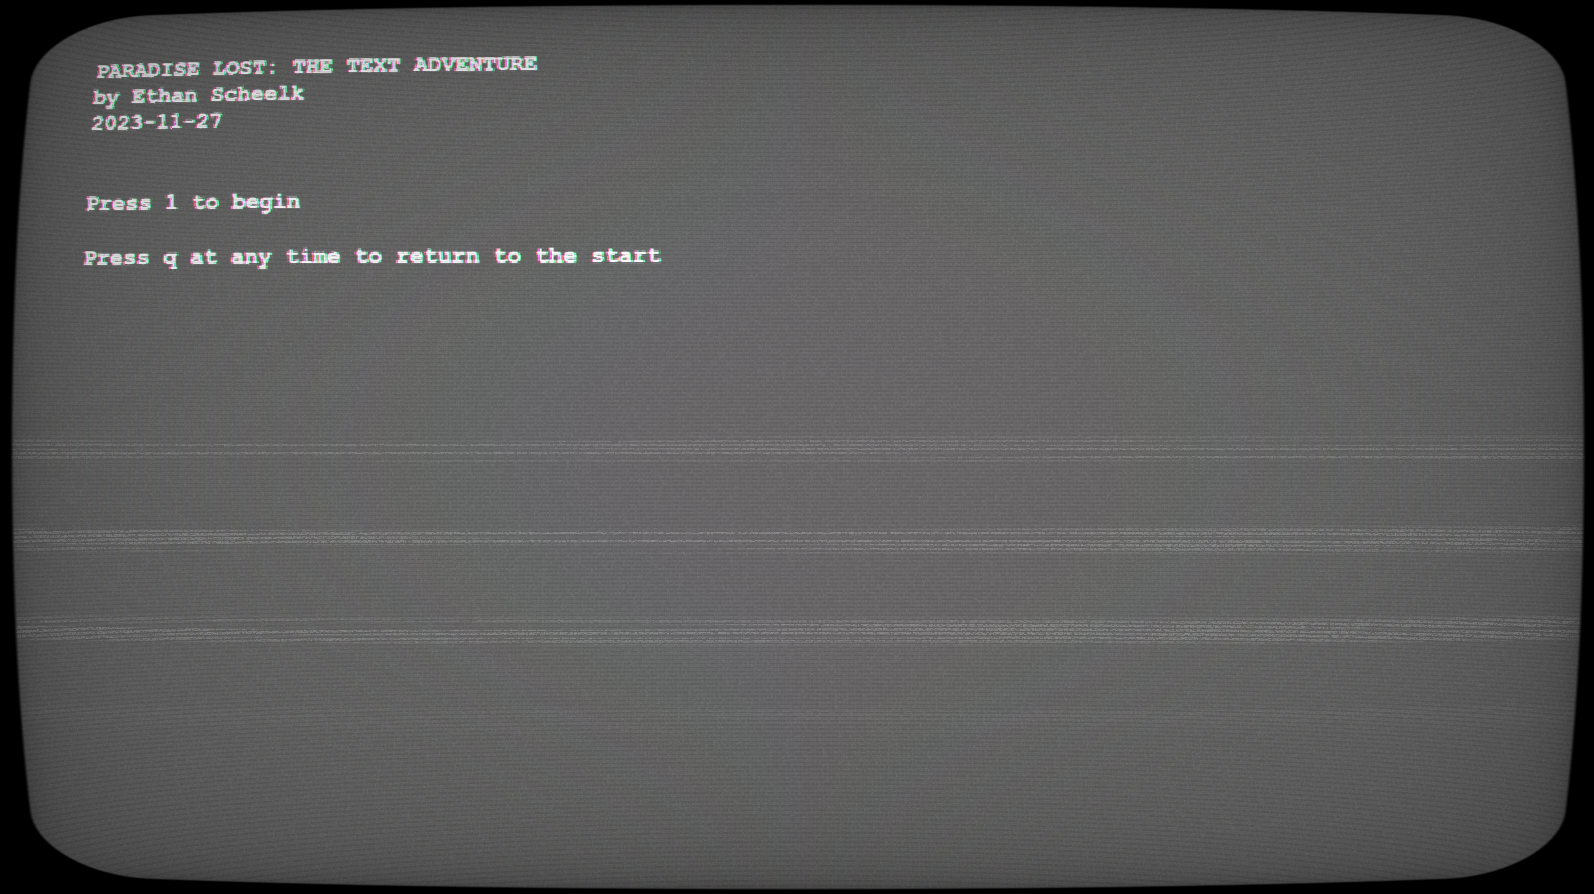 PARADISE LOST: THE TEXT ADVENTURE
by Ethan Scheelk
2023-11-27
Press 1 to begin
Press q at any time to return to the start